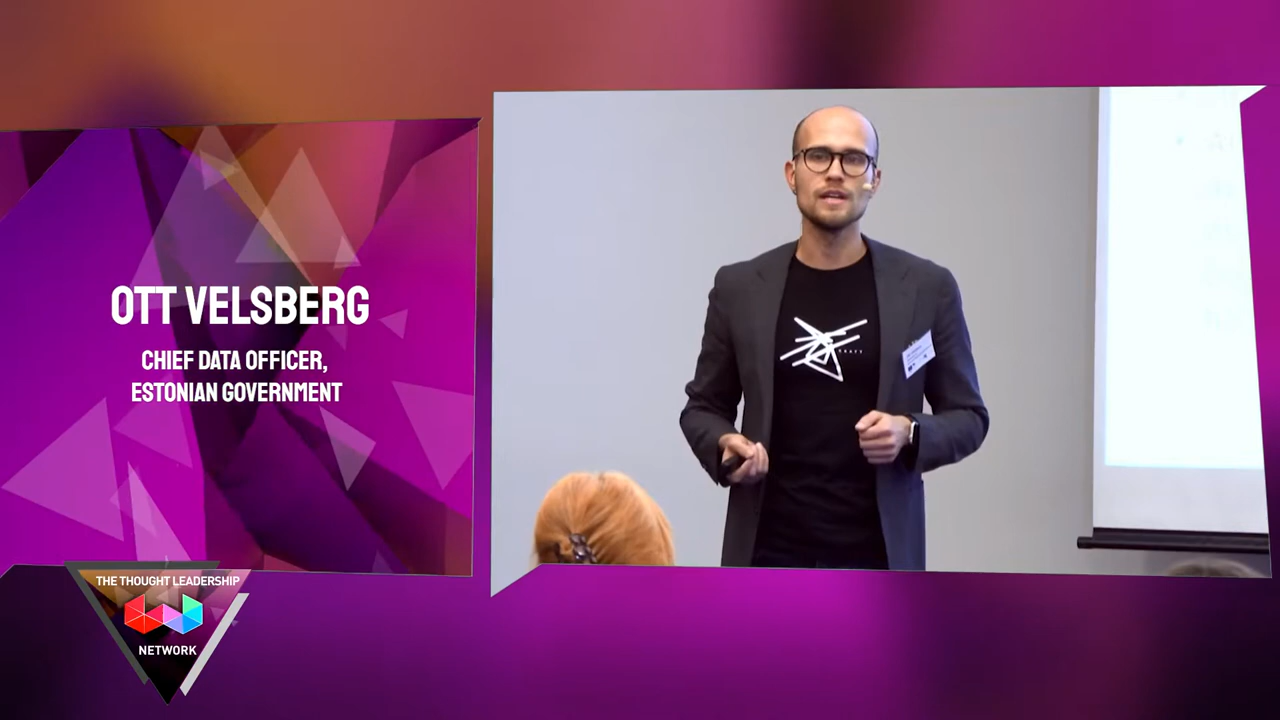 OTT VELSBERG
CHIEF DATA OFFICER,
ESTONIAN GOVERNMENT
THE THOUGHT LEADERSHIP
NETWORK